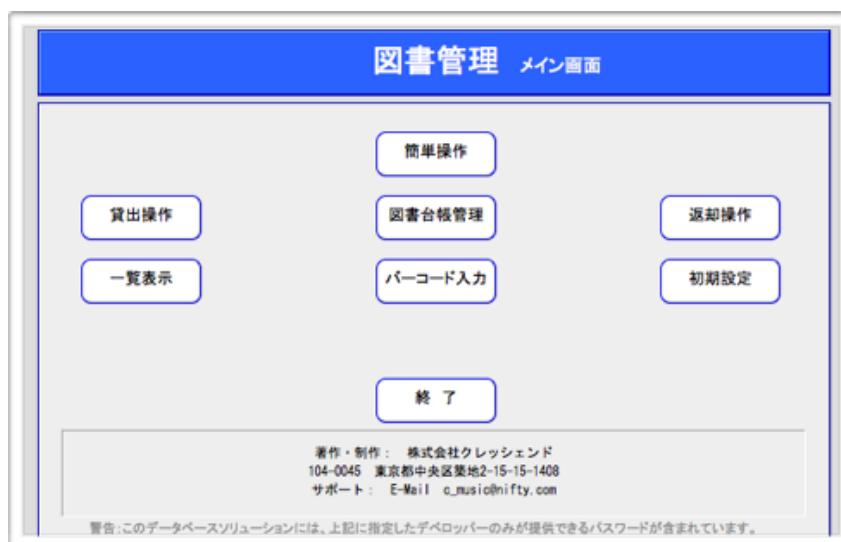 図書管理 メイン画面
簡単操作
貸出操作 図書台帳管理 返却操作
一覧表示 バーコード入力 初期設定
終 了
著作・制作： 株式会社クレッシェンド
104-0045 東京都中央区築地2-15-15-1408
サポート： E-Mail c_music@nifty.com
警告:このデータベースソリューションには、上記に指定したデベロッパーのみが提供できるパスワードが含まれています。